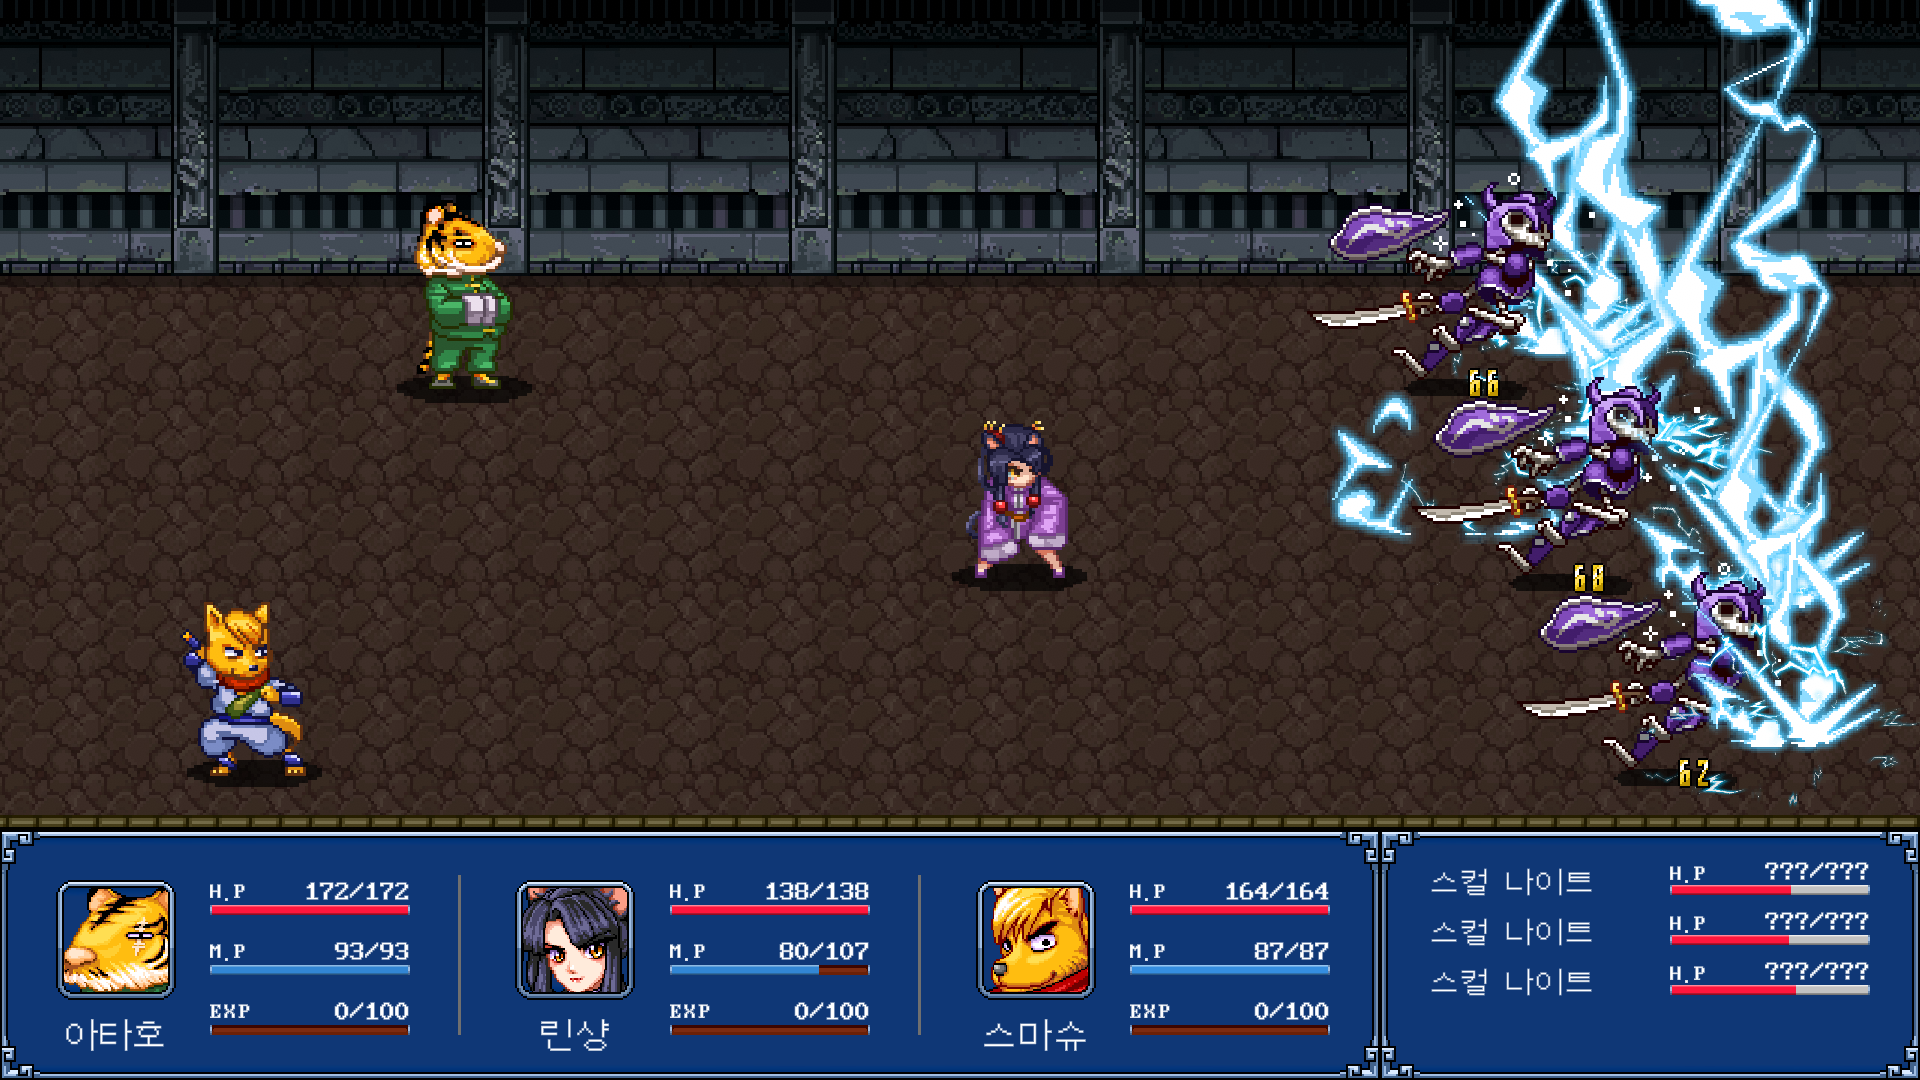 66
68
62
H.P 172/172
M.P 93/93
EXP 0/100
아타호
H.P 138/138
M.P 80/107
EXP 0/100
린샹
H.P 164/164
M.P 87/87
EXP 0/100
스마슈
스컬 나이트 H.P ???/???
스컬 나이트 H.P ???/???
스컬 나이트 H.P ???/???